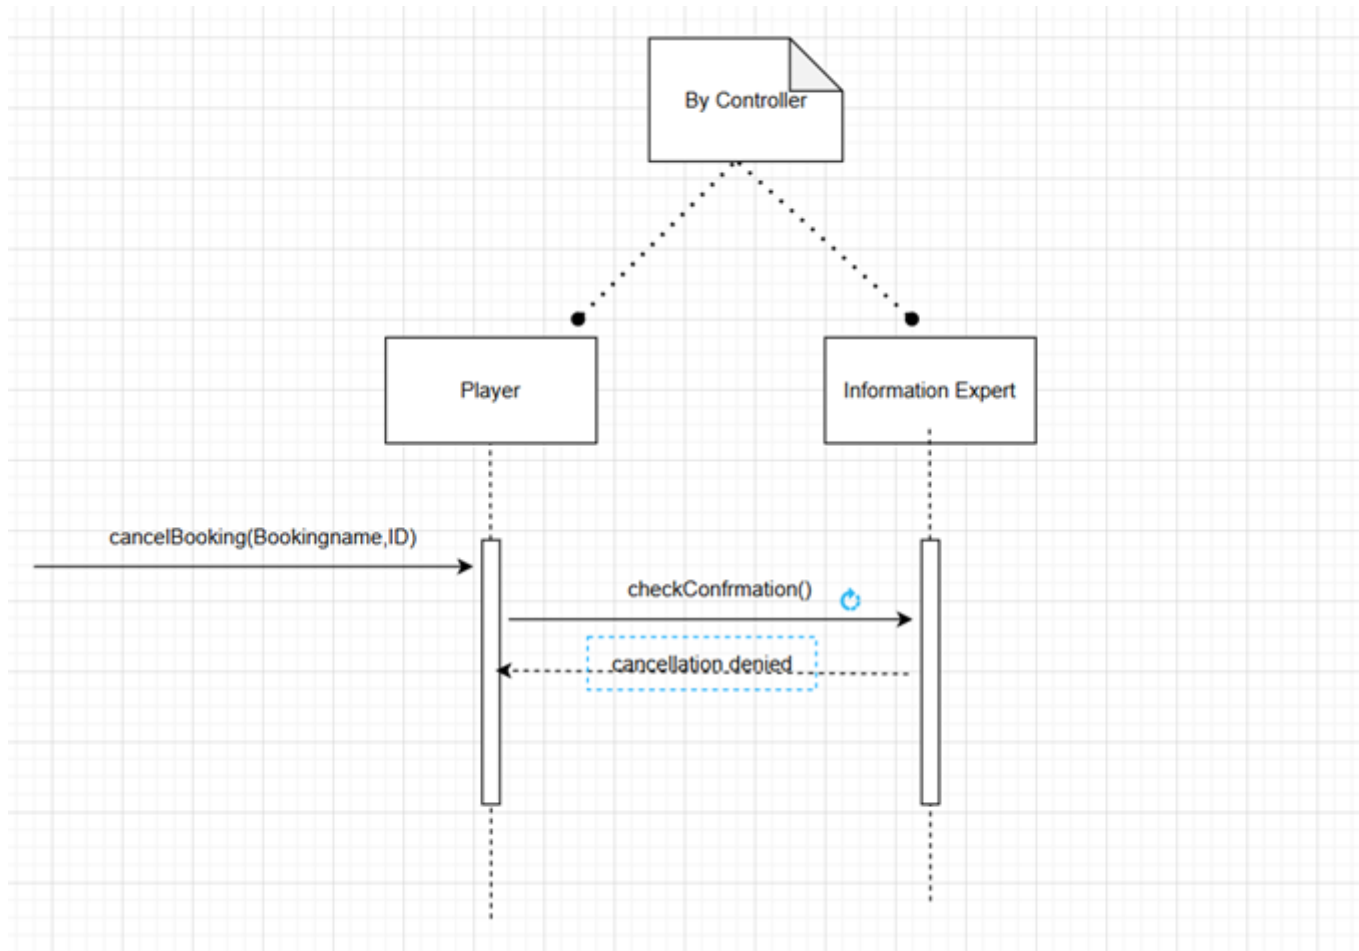 By Controller
Player
Information Expert
cancelBooking(Bookingname,ID)
checkConfrmation()
cancellation denied